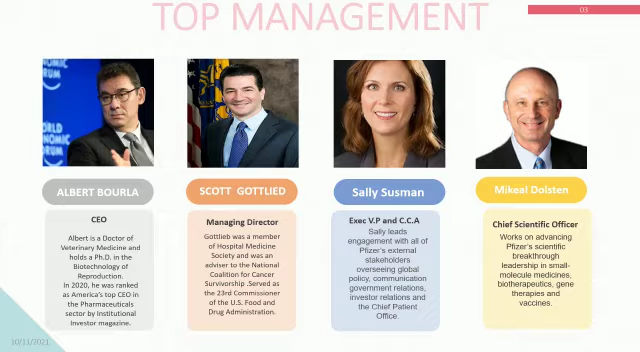 TOP MANAGEMENT
03
ECONOMIC
FORUM
WORLD
ECONOMIC
FORUM
ALBERT BOURLA
SCOTT GOTTLIED
Sally Susman
Mikeal Dolsten
CEO
Albert is a Doctor of
Veterinary Medicine and
holds a Ph.D. in the
Biotechnology of
Reproduction.
In 2020, he was ranked
as America's top CEO in
the Pharmaceuticals
sector by Institutional
Investor magazine.
Managing Director
Gottlieb was a member
of Hospital Medicine
Society and was an
adviser to the National
Coalition for Cancer
Survivorship .Served as
the 23rd Commissioner
of the U.S. Food and
Drug Administration.
Exec V.P and C.C.A
Sally leads
engagement with all of
Pfizer's external
stakeholders
overseeing global
policy, communication
government relations,
investor relations and
the Chief Patient
Office.
Chief Scientific Officer
Works on advancing
Pfizer's scientific
breakthrough
leadership in small-
molecule medicines,
biotherapeutics, gene
therapies and
vaccines.
10/11/2021